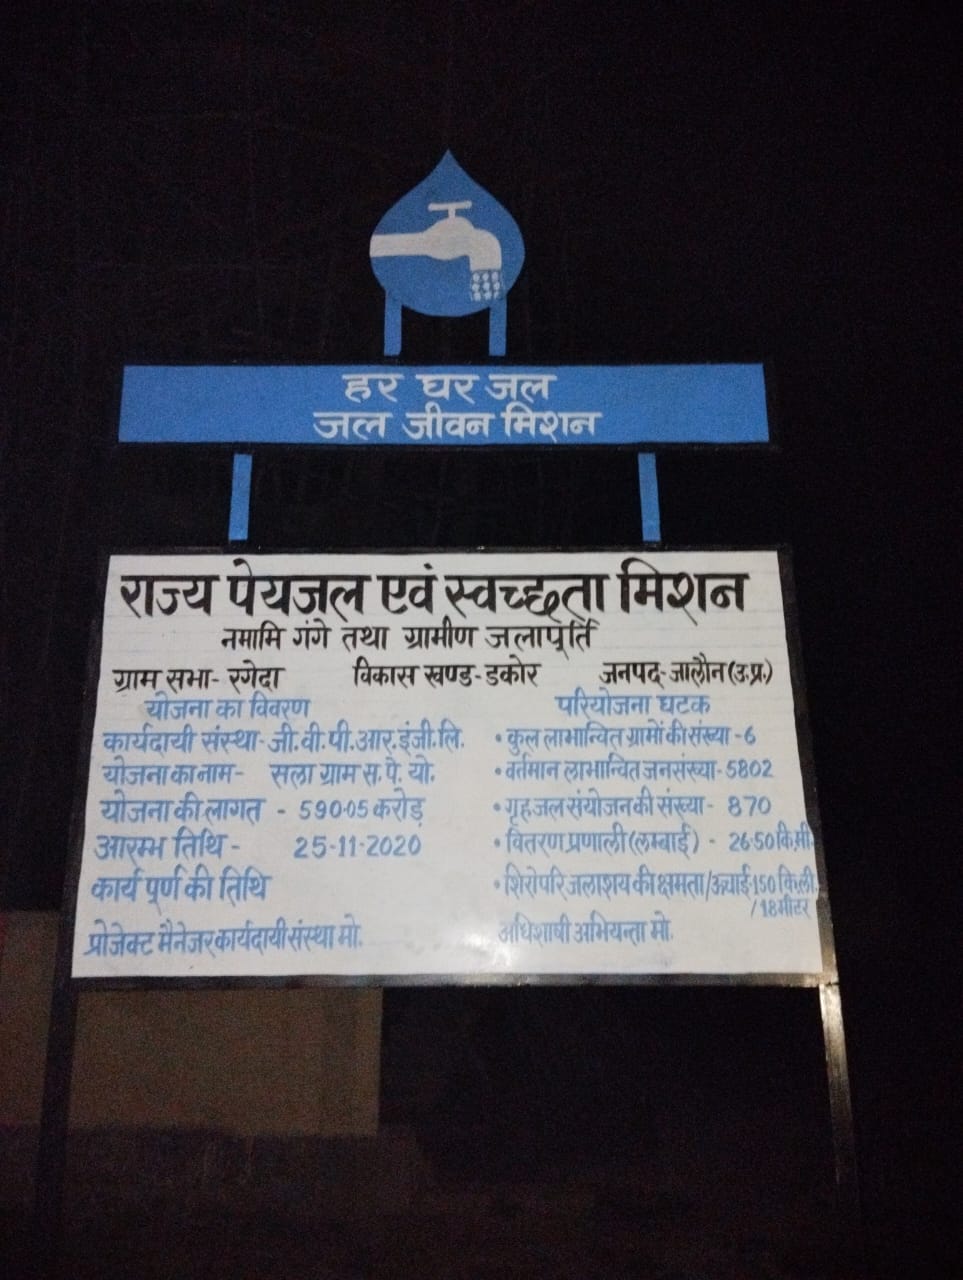 हर घर जल
जल जीवन मिशन
राज्य पेयजल एवं स्वच्छता मिशन
नमामि गंगे तथा ग्रामीण जलापूर्ति
ग्राम सभा- रगेदा विकास खण्ड- डकोर जनपद-जालौन (उ.प्र.)
योजना का विवरण
कार्यदायी संस्था- जी.वी.पी.आर.इंजी.लि.
योजना का नाम- सला ग्राम स.पे. यो.
योजना की लागत - 590.05 करोड़
आरम्भ तिथि- 25-11-2020
कार्य पूर्ण की तिथि
प्रोजेक्ट मैनेजर कार्यदायी संस्था मो.
परियोजना घटक
• कुल लाभान्वित ग्रामों की संख्या -6
• वर्तमान लाभान्वित जनसंख्या-5802
• गृह जल संयोजन की संख्या- 870
• वितरण प्रणाली (लम्बाई) - 26.50 कि.मी.
• शिरोपरि जलाशय की क्षमता/ऊचाई-150 कि.ली.
/18मीटर
अधिशाषी अभियन्ता मो.